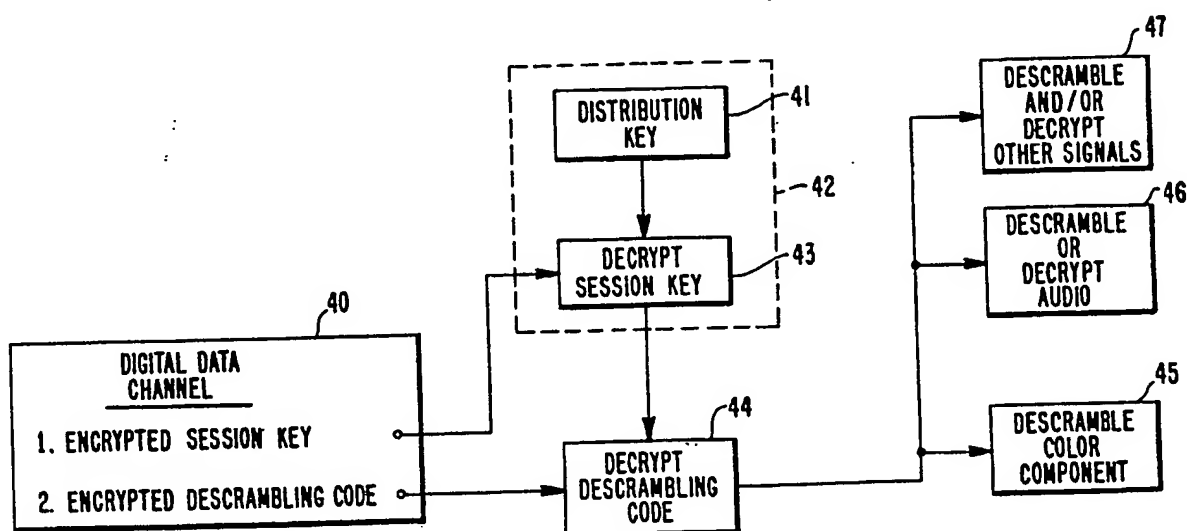 47
DESCRAMBLE
AND/OR
DECRYPT
OTHER SIGNALS
DISTRIBUTION
KEY
41
42
46
DESCRAMBLE
OR
DECRYPT
AUDIO
DECRYPT
SESSION KEY
43
40
DIGITAL DATA
CHANNEL
1. ENCRYPTED SESSION KEY
2. ENCRYPTED DESCRAMBLING CODE
44
DECRYPT
DESCRAMBLING
CODE
45
DESCRAMBLE
COLOR
COMPONENT